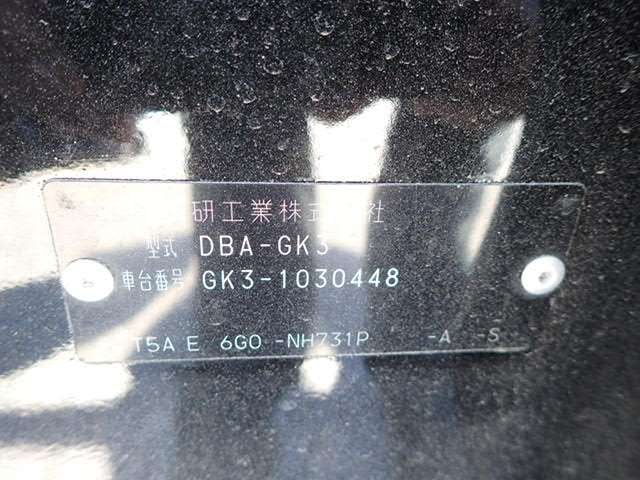 研工業株式会社
型式 DBA-GK3
車台番号 GK3-1030448
T5A E 6G0 -NH731P -A -S